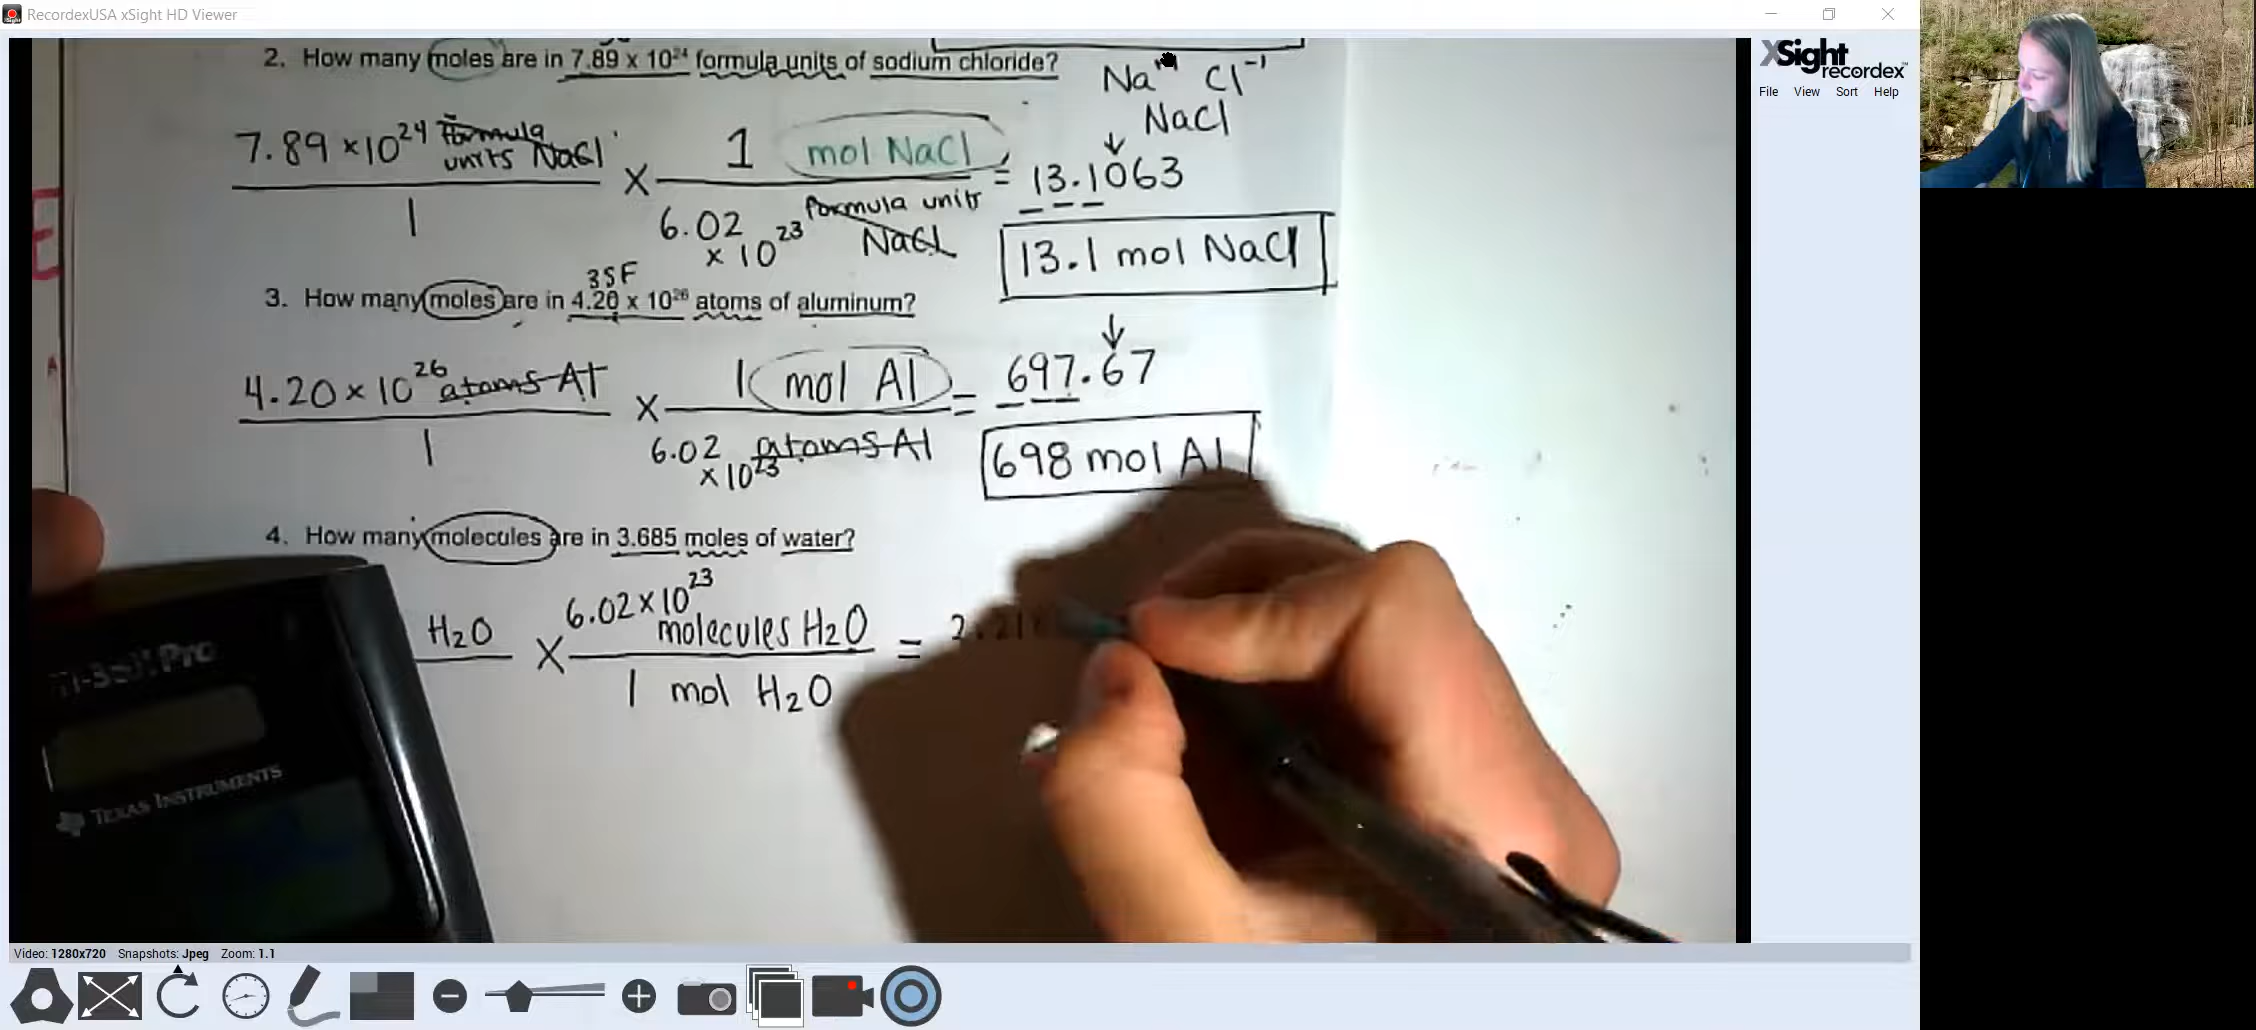 RecordexUSA xSight HD Viewer
XSight
recordex
File View Sort Help
2. How many moles are in 7.89 x 10²⁴ formula units of sodium chloride?
Na⁺¹ Cl⁻¹
NaCl
7.89 × 10²⁴ formula units NaCl × 1 mol NaCl = 13.1063
1
6.02 × 10²³ formula units NaCl
13.1 mol NaCl
3SF
3. How many moles are in 4.20 x 10²⁶ atoms of aluminum?
4.20 × 10²⁶ atoms Al × 1 mol Al = 697.67
1
6.02 × 10²³ atoms Al
698 mol Al
4. How many molecules are in 3.685 moles of water?
H₂O × 6.02 × 10²³ molecules H₂O = 2.21
1 mol H₂O
Pro
TEXAS INSTRUMENTS
Video: 1280x720 Snapshots: Jpeg Zoom: 1.1